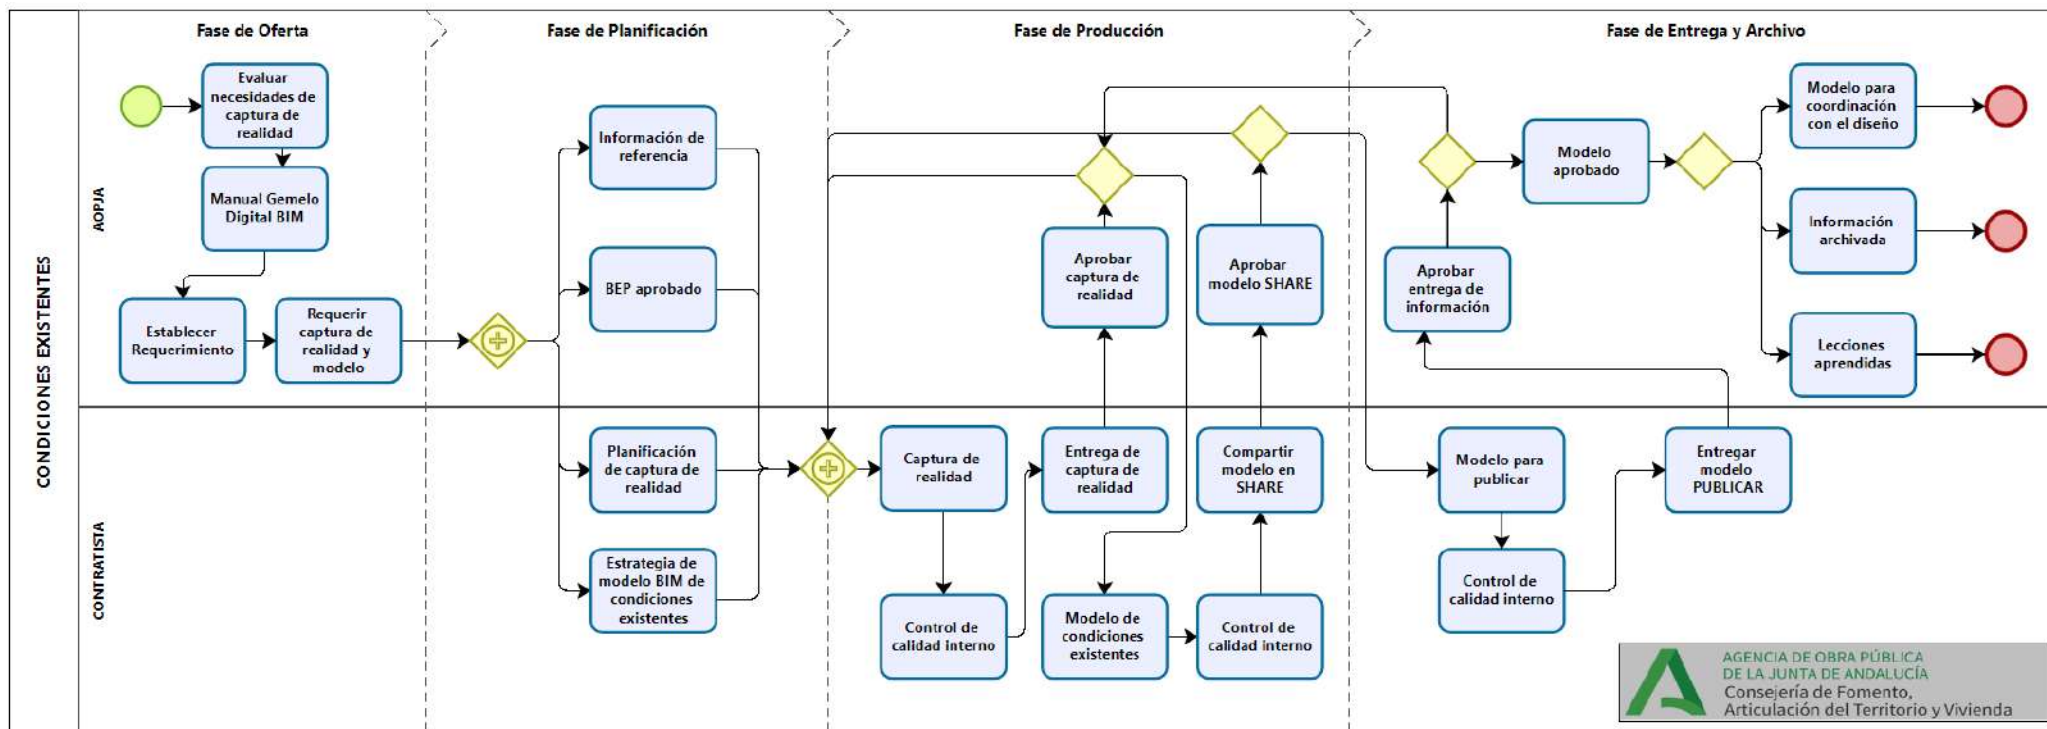 CONDICIONES EXISTENTES
AOPJA
CONTRATISTA
Fase de Oferta
Fase de Planificación
Fase de Producción
Fase de Entrega y Archivo
Evaluar
necesidades de
captura de
realidad
Manual Gemelo
Digital BIM
Establecer
Requerimiento
Requerir
captura de
realidad y
modelo
Información de
referencia
BEP aprobado
Planificación
de captura de
realidad
Estrategia de
modelo BIM de
condiciones
existentes
Captura de
realidad
Control de
calidad interno
Entrega de
captura de
realidad
Aprobar
captura de
realidad
Modelo de
condiciones
existentes
Control de
calidad interno
Compartir
modelo en
SHARE
Aprobar
modelo SHARE
Modelo para
publicar
Control de
calidad interno
Entregar
modelo
PUBLICAR
Aprobar
entrega de
información
Modelo
aprobado
Modelo para
coordinación
con el diseño
Información
archivada
Lecciones
aprendidas
AGENCIA DE OBRA PÚBLICA
DE LA JUNTA DE ANDALUCÍA
Consejería de Fomento,
Articulación del Territorio y Vivienda